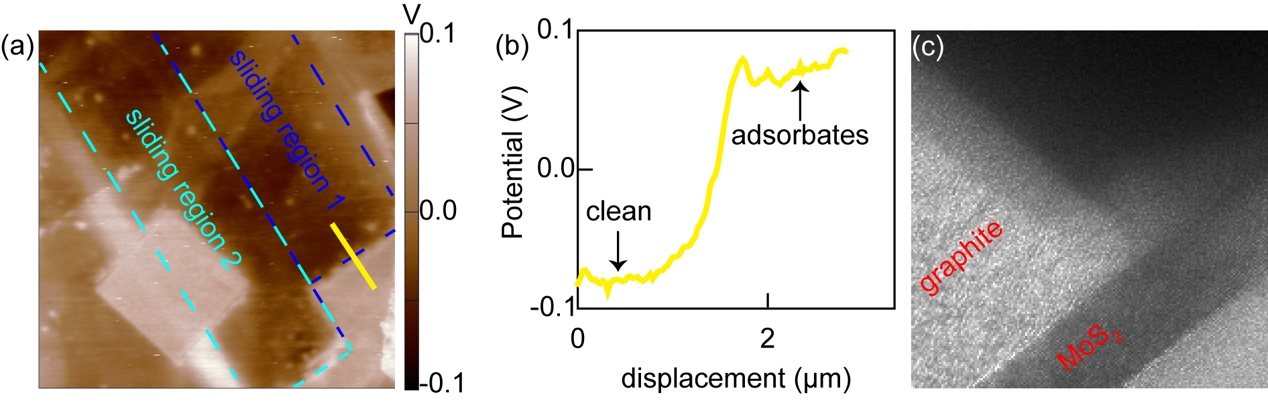 (a)
V
0.1
0.0
-0.1
sliding region 1
sliding region 2
(b)
0.1
0.0
-0.1
Potential (V)
clean
adsorbates
0
2
displacement (μm)
(c)
graphite
MoS2